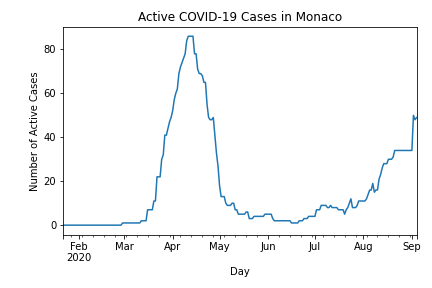 Active COVID-19 Cases in Monaco
Number of Active Cases
80
60
40
20
0
Feb Mar Apr May Jun Jul Aug Sep
2020
Day